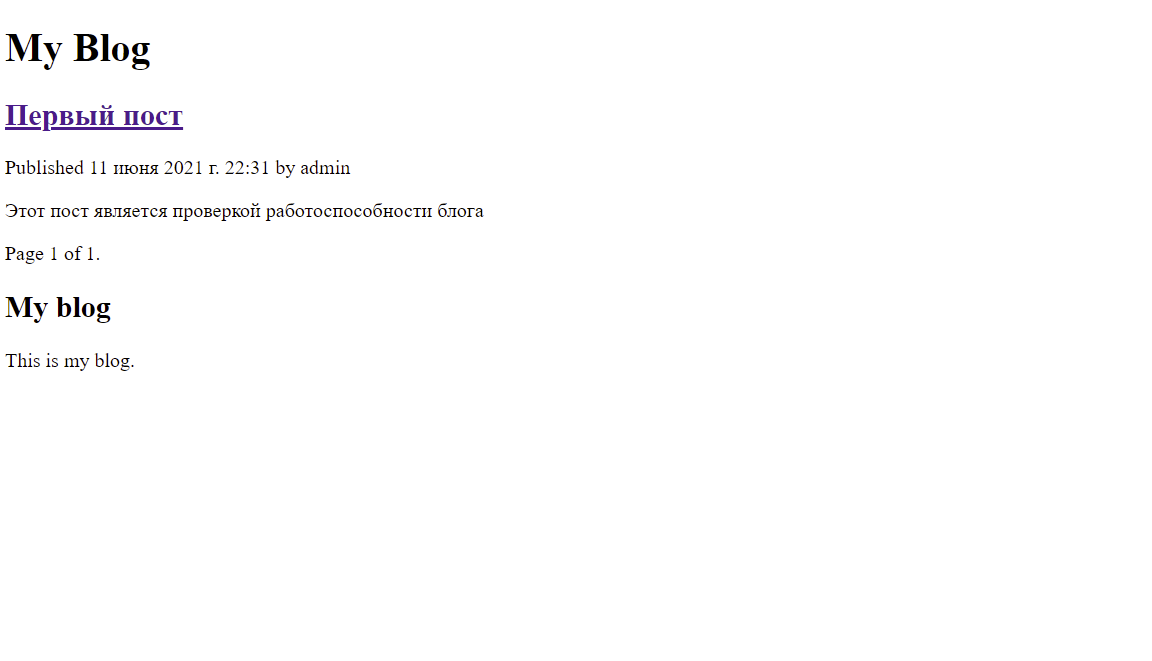 My Blog
Первый пост
Published 11 июня 2021 г. 22:31 by admin
Этот пост является проверкой работоспособности блога
Page 1 of 1.
My blog
This is my blog.